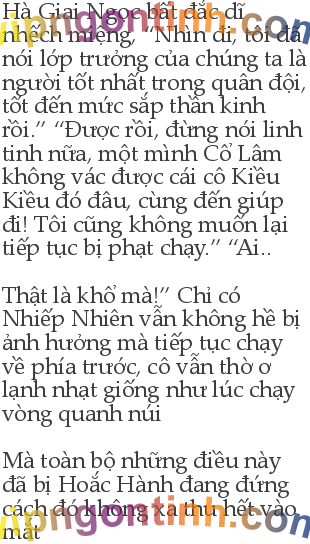 Hà Giai Ngọc bất đắc dĩ
nhếch miệng, “Nhìn đi, tôi đã
nói lớp trưởng của chúng ta là
người tốt nhất trong quân đội,
tốt đến mức sắp thần kinh
rồi.” “Được rồi, đừng nói linh
tinh nữa, một mình Cổ Lâm
không vác được cái cô Kiều
Kiều đó đâu, cùng đến giúp
đi! Tôi cũng không muốn lại
tiếp tục bị phạt chạy.” “Ai..
Thật là khổ mà!” Chỉ có
Nhiếp Nhiên vẫn không hề bị
ảnh hưởng mà tiếp tục chạy
về phía trước, cô vẫn thờ ơ
lạnh nhạt giống như lúc chạy
vòng quanh núi
Mà toàn bộ những điều này
đã bị Hoắc Hành đang đứng
cách đó không xa thu hết vào
mắt
vipngontinh.com
vipngontinh.com